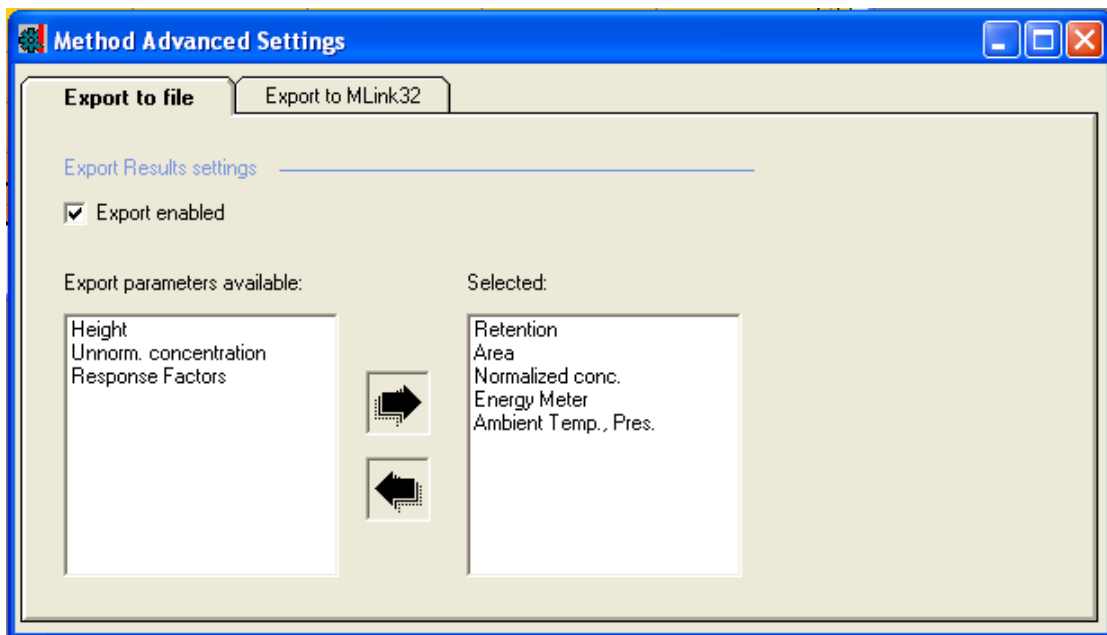 Method Advanced Settings
Export to file
Export to MLink32
Export Results settings
Export enabled
Export parameters available:
Selected:
Height
Unnorm. concentration
Response Factors
Retention
Area
Normalized conc.
Energy Meter
Ambient Temp., Pres.